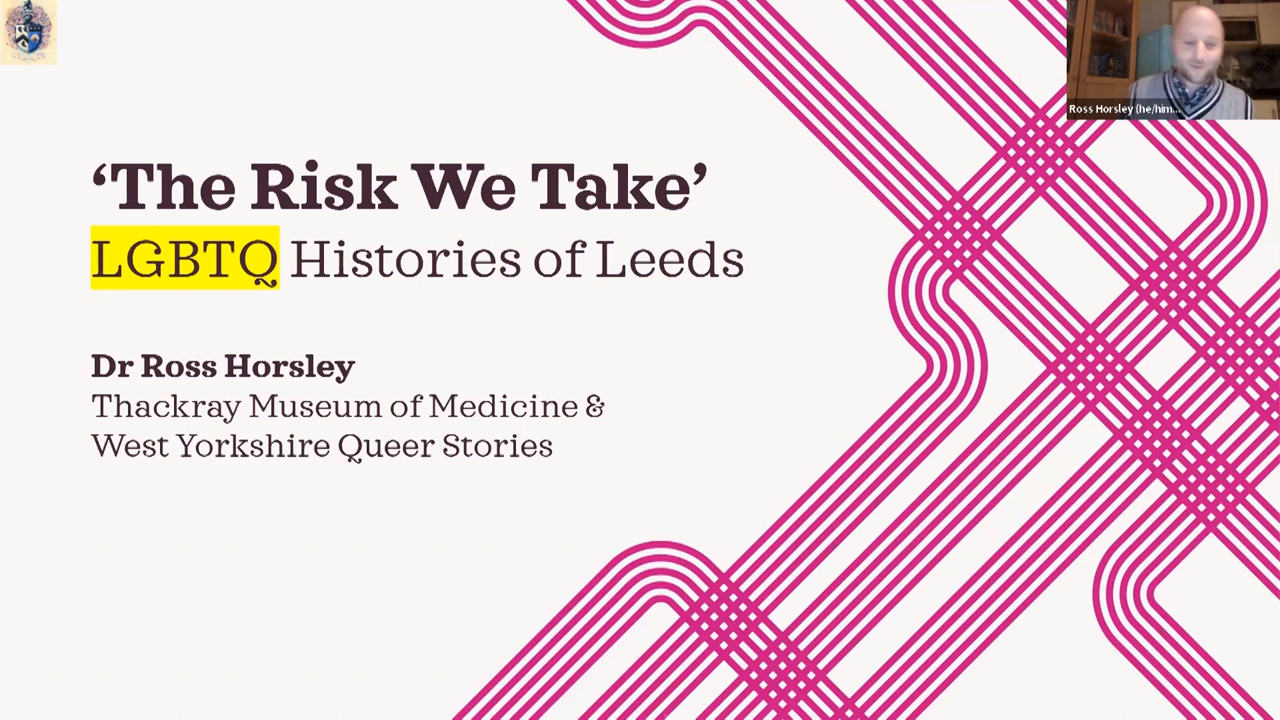 Ross Horsley (he/him...
‘The Risk We Take’
LGBTQ Histories of Leeds
Dr Ross Horsley
Thackray Museum of Medicine &
West Yorkshire Queer Stories